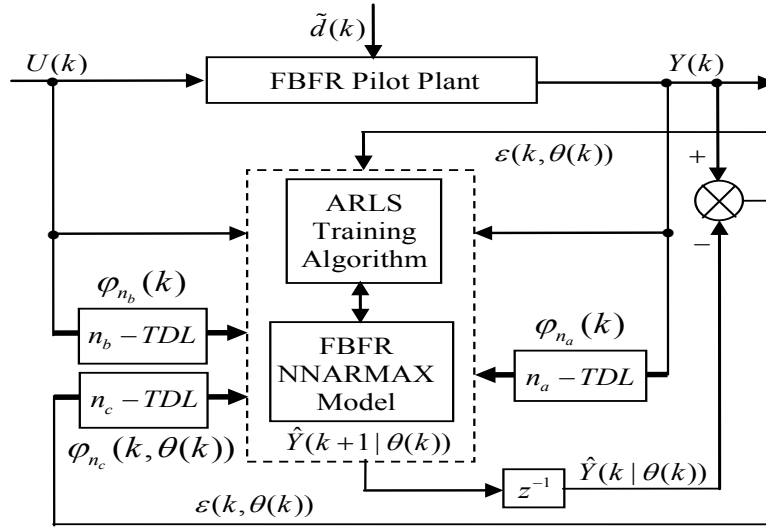 d̃(k)
U(k)
FBFR Pilot Plant
Y(k)
ε(k,θ(k))
+
−
ARLS
Training
Algorithm
φ_{n_b}(k)
n_b − TDL
n_c − TDL
φ_{n_c}(k,θ(k))
FBFR
NNARMAX
Model
φ_{n_a}(k)
n_a − TDL
Ŷ(k+1|θ(k))
z^{-1}
Ŷ(k|θ(k))
ε(k,θ(k))